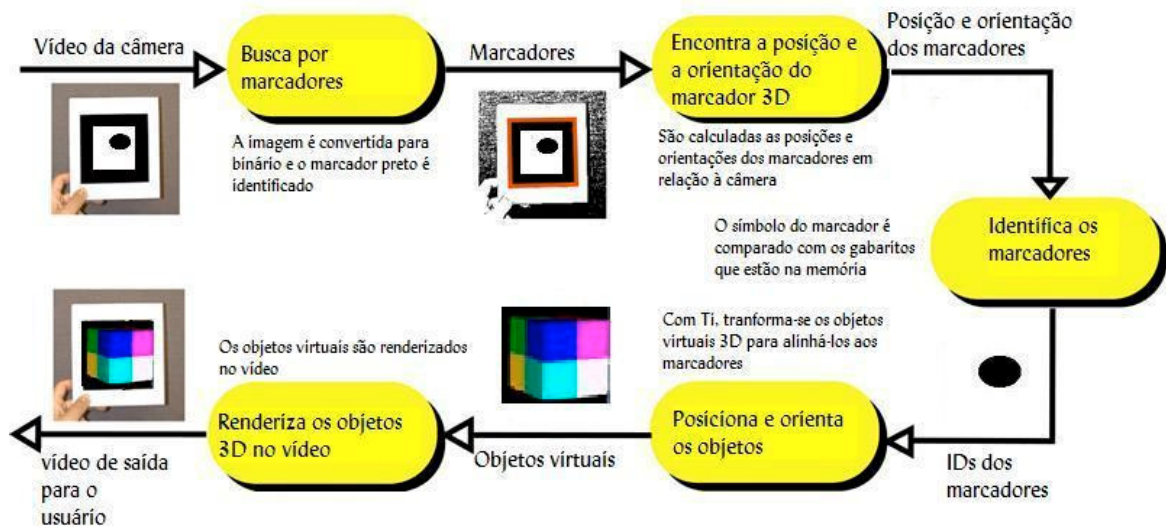 Vídeo da câmera
Busca por
marcadores
A imagem é convertida para
binário e o marcador preto é
identificado
Marcadores
Encontra a posição e
a orientação do
marcador 3D
São calculadas as posições e
orientações dos marcadores em
relação à câmera
Posição e orientação
dos marcadores
Identifica os
marcadores
O símbolo do marcador é
comparado com os gabaritos
que estão na memória
IDs dos
marcadores
Com Ti, tranforma-se os objetos
virtuais 3D para alinhá-los aos
marcadores
Posiciona e orienta
os objetos
Objetos virtuais
Os objetos virtuais são renderizados
no vídeo
Renderiza os objetos
3D no vídeo
vídeo de saída
para o
usuário